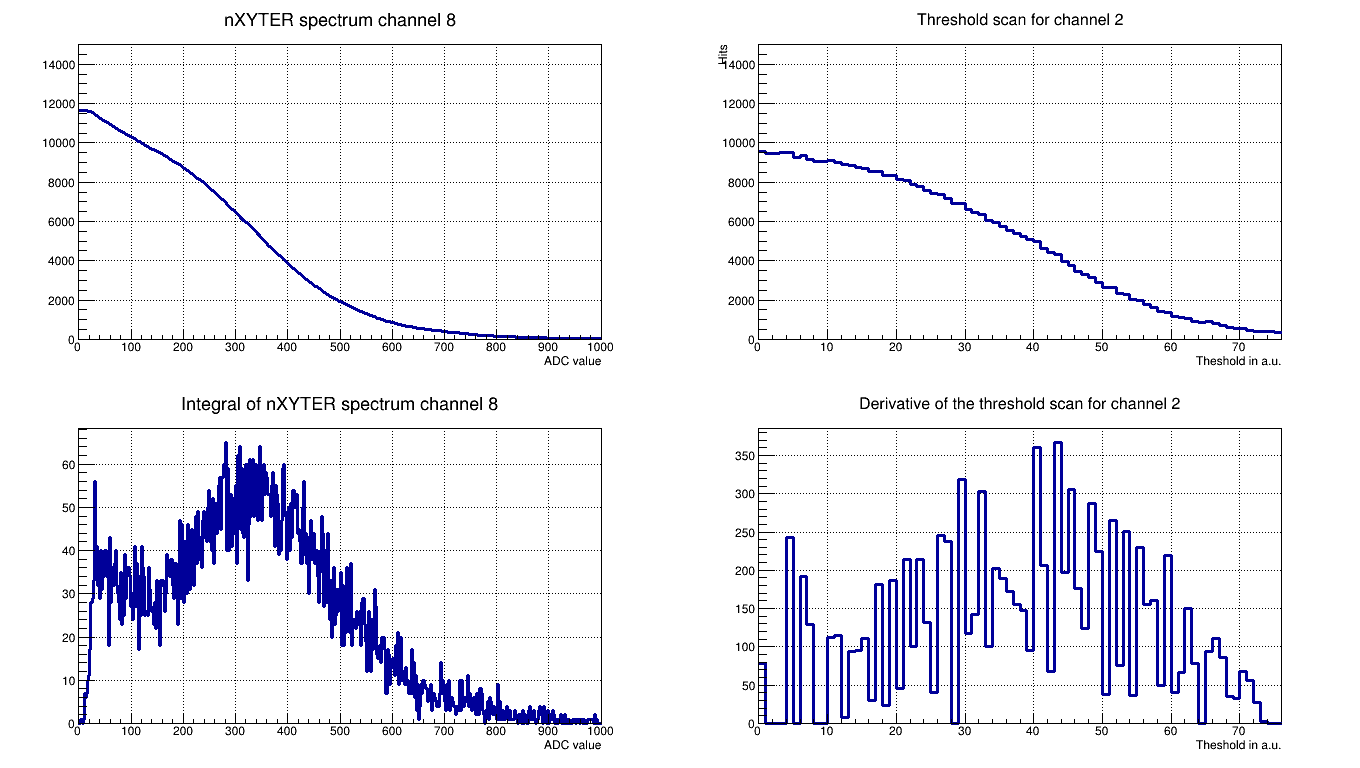 nXYTER spectrum channel 8
14000
12000
10000
8000
6000
4000
2000
0
0 100 200 300 400 500 600 700 800 900 1000
ADC value
Threshold scan for channel 2
Hits
14000
12000
10000
8000
6000
4000
2000
0
0 10 20 30 40 50 60 70
Theshold in a.u.
Integral of nXYTER spectrum channel 8
60
50
40
30
20
10
0
0 100 200 300 400 500 600 700 800 900 1000
ADC value
Derivative of the threshold scan for channel 2
350
300
250
200
150
100
50
0
0 10 20 30 40 50 60 70
Theshold in a.u.